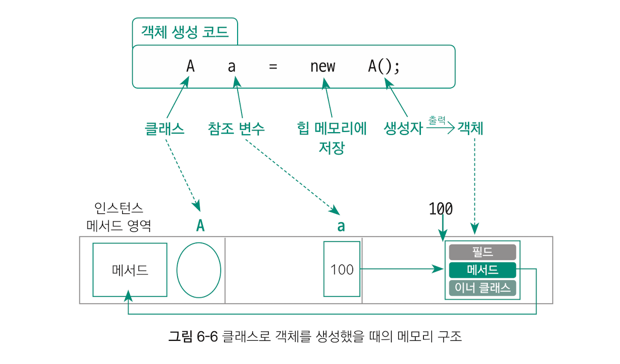 객체 생성 코드
A a = new A();
클래스 참조 변수 힙 메모리에 저장 생성자 출력 객체
인스턴스
메서드 영역
A a 100
메서드 100 필드
메서드
이너 클래스
그림 6-6 클래스로 객체를 생성했을 때의 메모리 구조